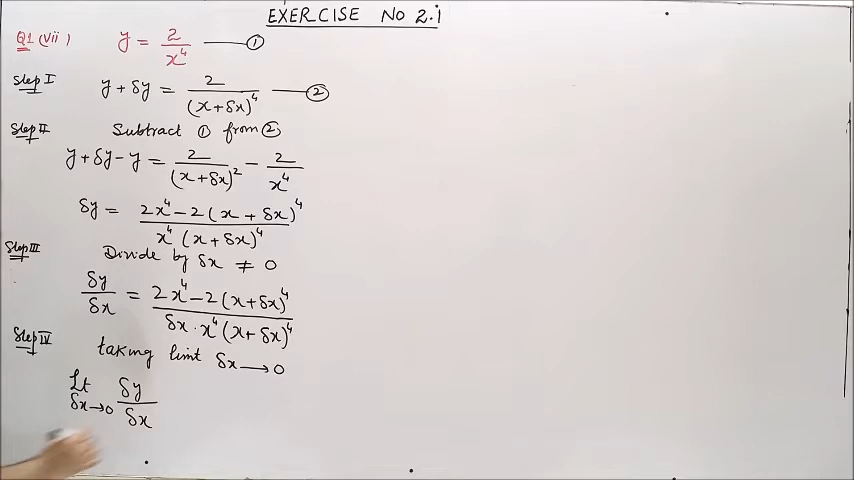 EXERCISE No 2.1
Q1 (vii) y = 2/x⁴ —— ①
Step I y + δy = 2/(x+δx)⁴ —— ②
Step II Subtract ① from ②
y + δy − y = 2/(x+δx)² − 2/x⁴
δy = 2x⁴ − 2(x + δx)⁴ / x⁴ (x+δx)⁴
Step III Divide by δx ≠ 0
δy/δx = 2x⁴ − 2(x+δx)⁴ / δx · x⁴(x+δx)⁴
Step IV taking limit δx → 0
Lt δx→0 δy/δx